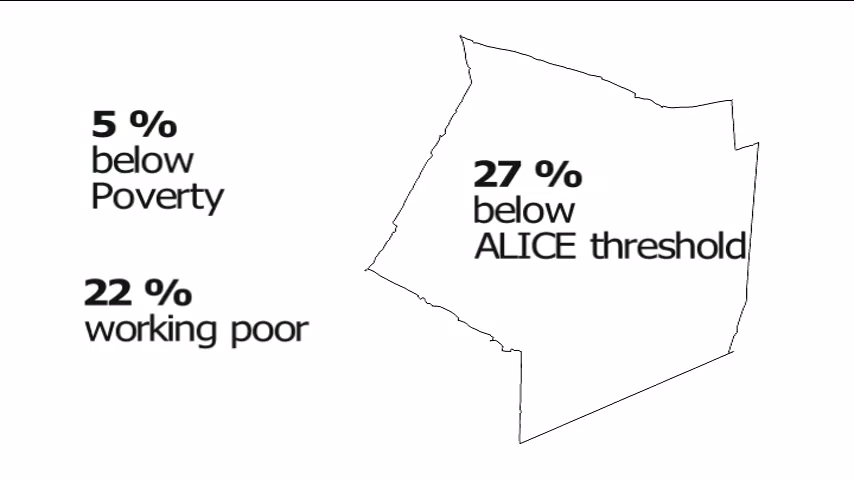 5 %
below
Poverty
22 %
working poor
27 %
below
ALICE threshold